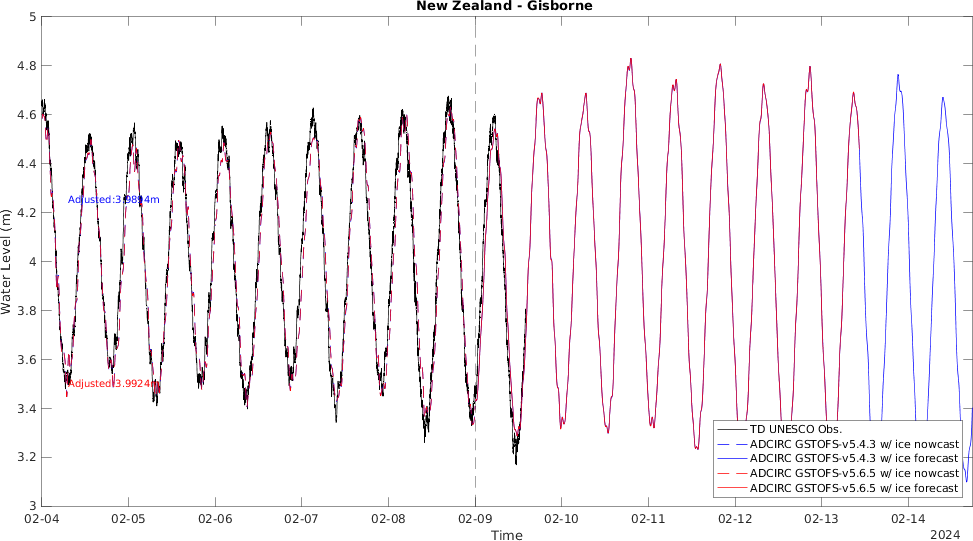 New Zealand - Gisborne
Water Level (m)
5
4.8
4.6
4.4
4.2
4
3.8
3.6
3.4
3.2
3
Adjusted:3.9894m
Adjusted:3.9924m
TD UNESCO Obs.
ADCIRC GSTOFS-v5.4.3 w/ ice nowcast
ADCIRC GSTOFS-v5.4.3 w/ ice forecast
ADCIRC GSTOFS-v5.6.5 w/ ice nowcast
ADCIRC GSTOFS-v5.6.5 w/ ice forecast
02-04 02-05 02-06 02-07 02-08 02-09 02-10 02-11 02-12 02-13 02-14
Time
2024